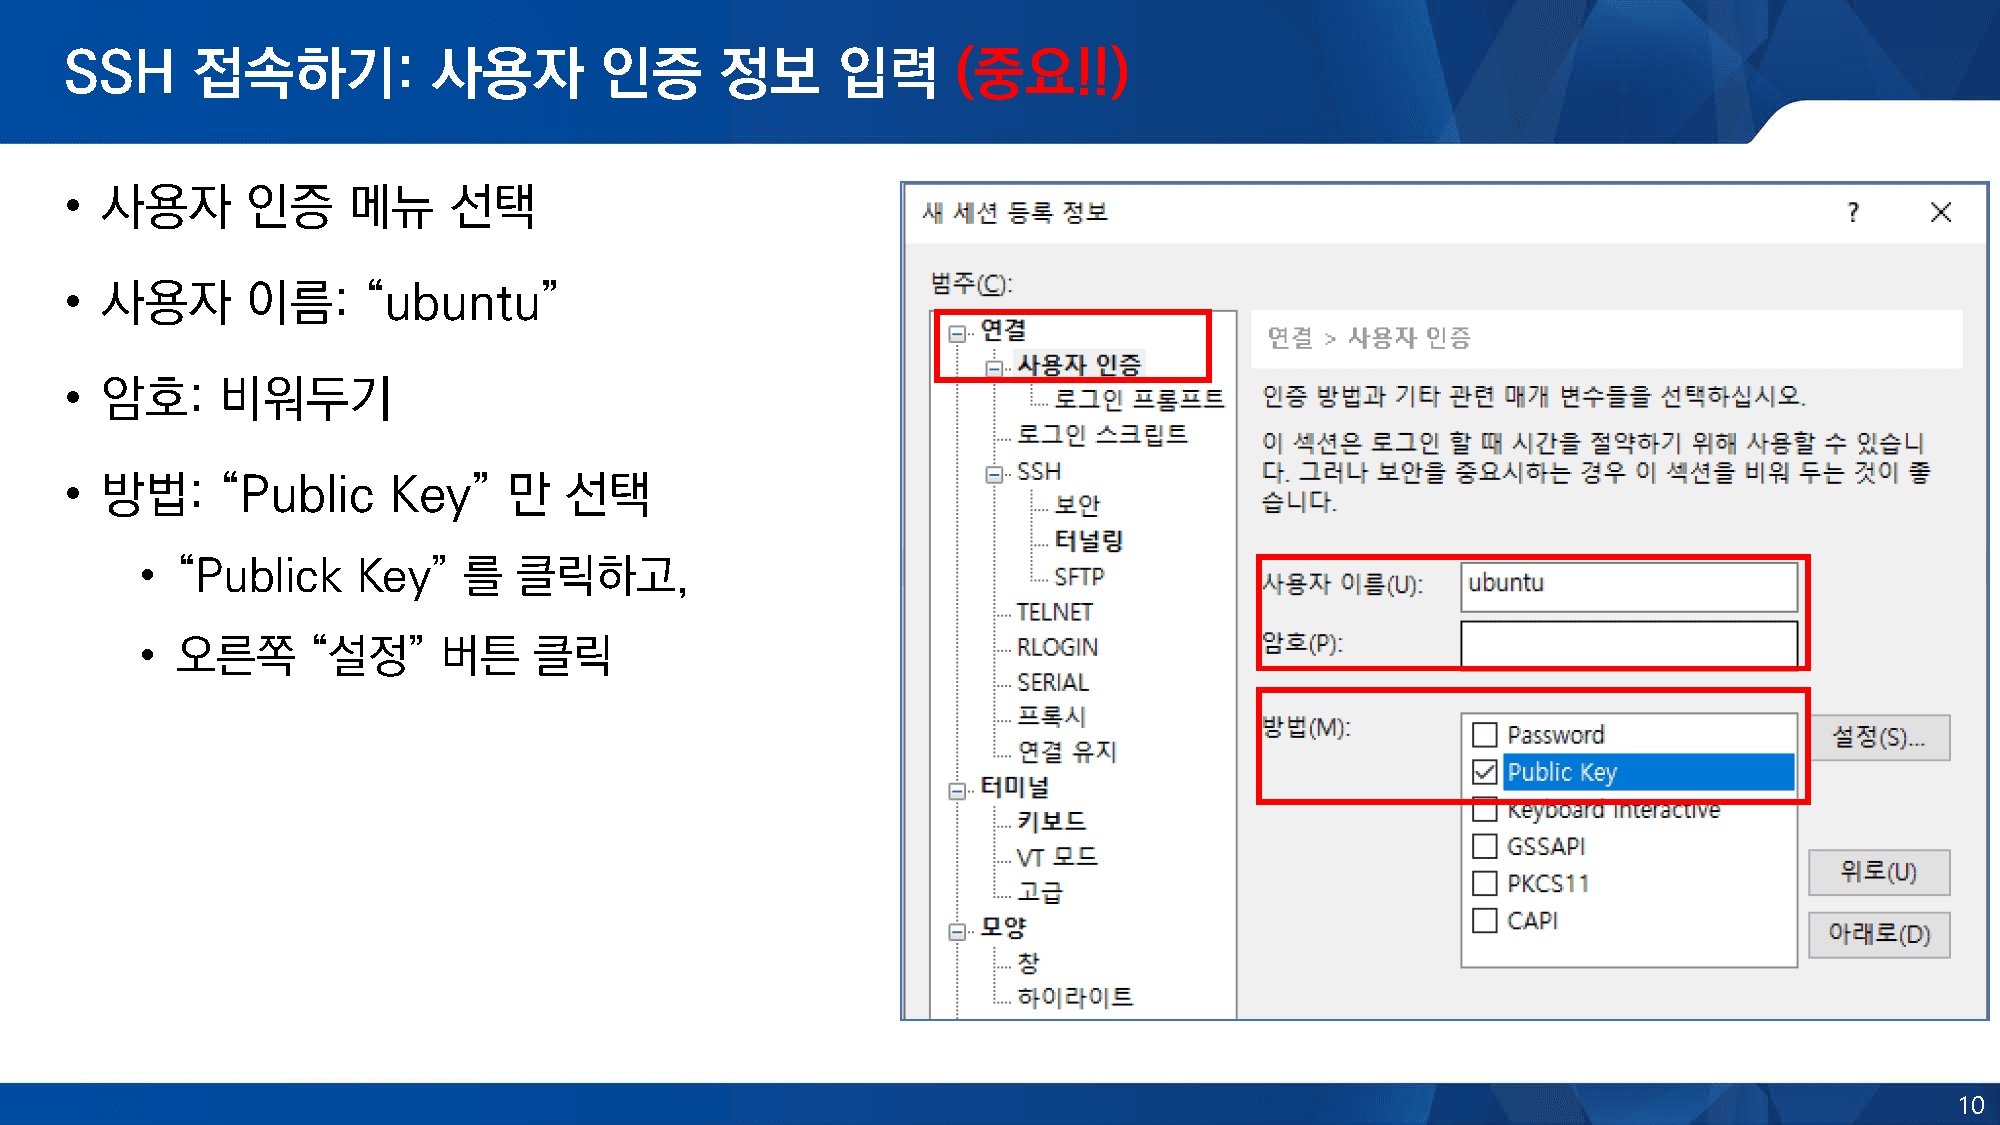 SSH 접속하기: 사용자 인증 정보 입력 (중요!!)
• 사용자 인증 메뉴 선택
• 사용자 이름: “ubuntu”
• 암호: 비워두기
• 방법: “Public Key” 만 선택
• “Publick Key” 를 클릭하고,
• 오른쪽 “설정” 버튼 클릭
새 세션 등록 정보
?
범주(C):
연결
사용자 인증
로그인 프롬프트
로그인 스크립트
SSH
보안
터널링
SFTP
TELNET
RLOGIN
SERIAL
프록시
연결 유지
터미널
키보드
VT 모드
고급
모양
창
하이라이트
연결 > 사용자 인증
인증 방법과 기타 관련 매개 변수들을 선택하십시오.
이 섹션은 로그인 할 때 시간을 절약하기 위해 사용할 수 있습니
다. 그러나 보안을 중요시하는 경우 이 섹션을 비워 두는 것이 좋
습니다.
사용자 이름(U): ubuntu
암호(P):
방법(M):
Password
Public Key
Keyboard Interactive
GSSAPI
PKCS11
CAPI
설정(S)...
위로(U)
아래로(D)
10